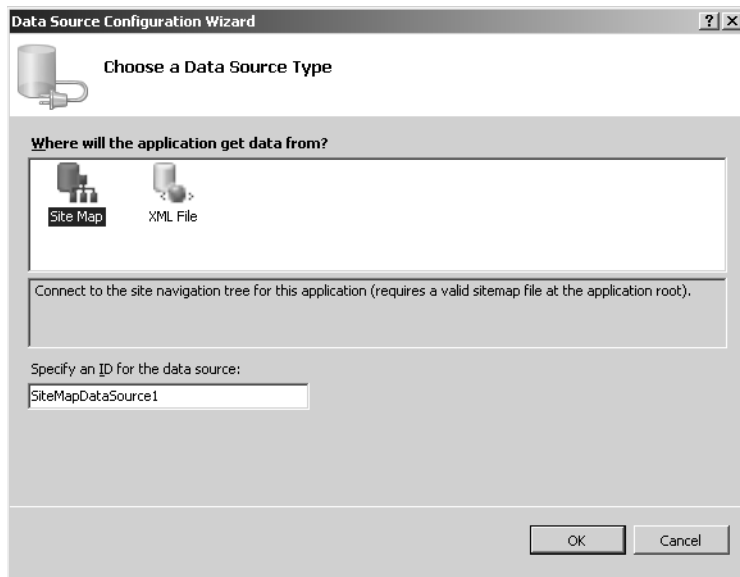 Data Source Configuration Wizard
Choose a Data Source Type
Where will the application get data from?
Site Map XML File
Connect to the site navigation tree for this application (requires a valid sitemap file at the application root).
Specify an ID for the data source:
SiteMapDataSource1
OK Cancel